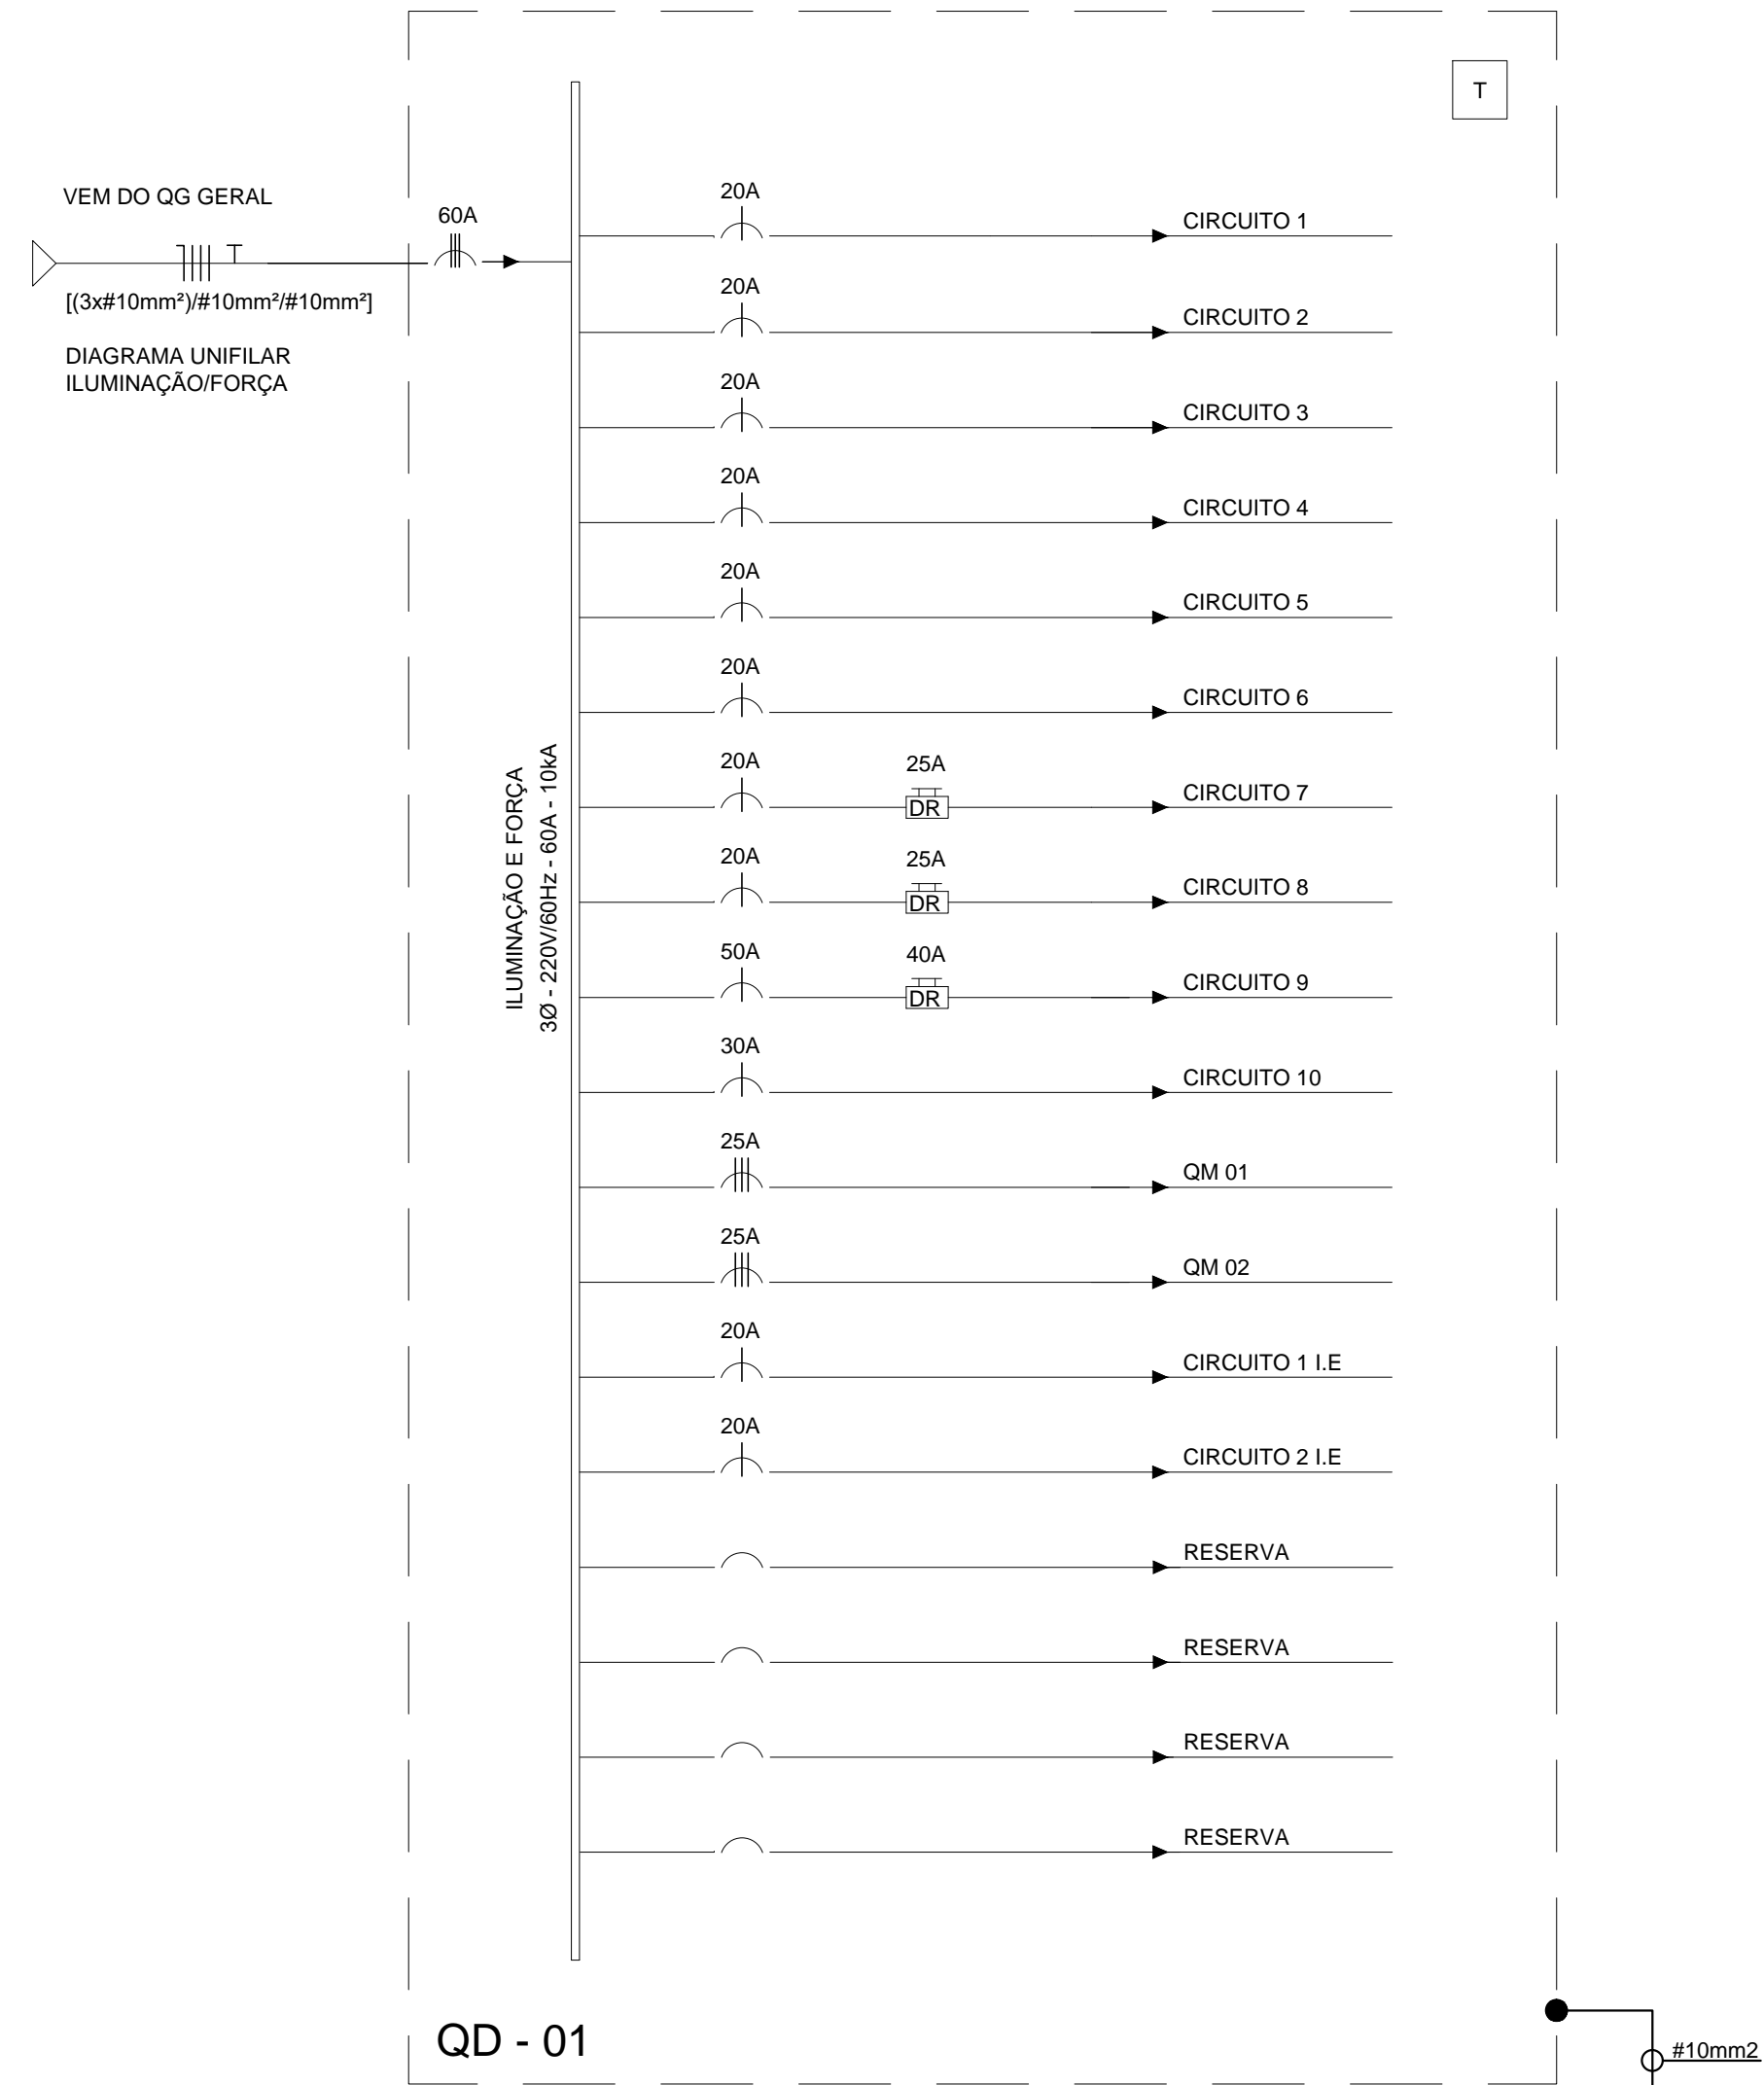 T
VEM DO QG GERAL
60A
T
[(3x#10mm²)/#10mm²/#10mm²]
DIAGRAMA UNIFILAR
ILUMINAÇÃO/FORÇA
ILUMINAÇÃO E FORÇA
3Ø - 220V/60Hz - 60A - 10kA
20A
CIRCUITO 1
20A
CIRCUITO 2
20A
CIRCUITO 3
20A
CIRCUITO 4
20A
CIRCUITO 5
20A
CIRCUITO 6
20A
25A
DR
CIRCUITO 7
20A
25A
DR
CIRCUITO 8
50A
40A
DR
CIRCUITO 9
30A
CIRCUITO 10
25A
QM 01
25A
QM 02
20A
CIRCUITO 1 I.E
20A
CIRCUITO 2 I.E
RESERVA
RESERVA
RESERVA
RESERVA
QD - 01
#10mm2